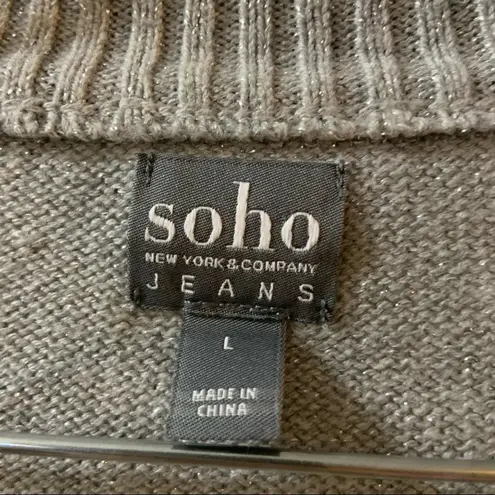 soho
NEW YORK & COMPANY
JEANS
L
MADE IN
CHINA